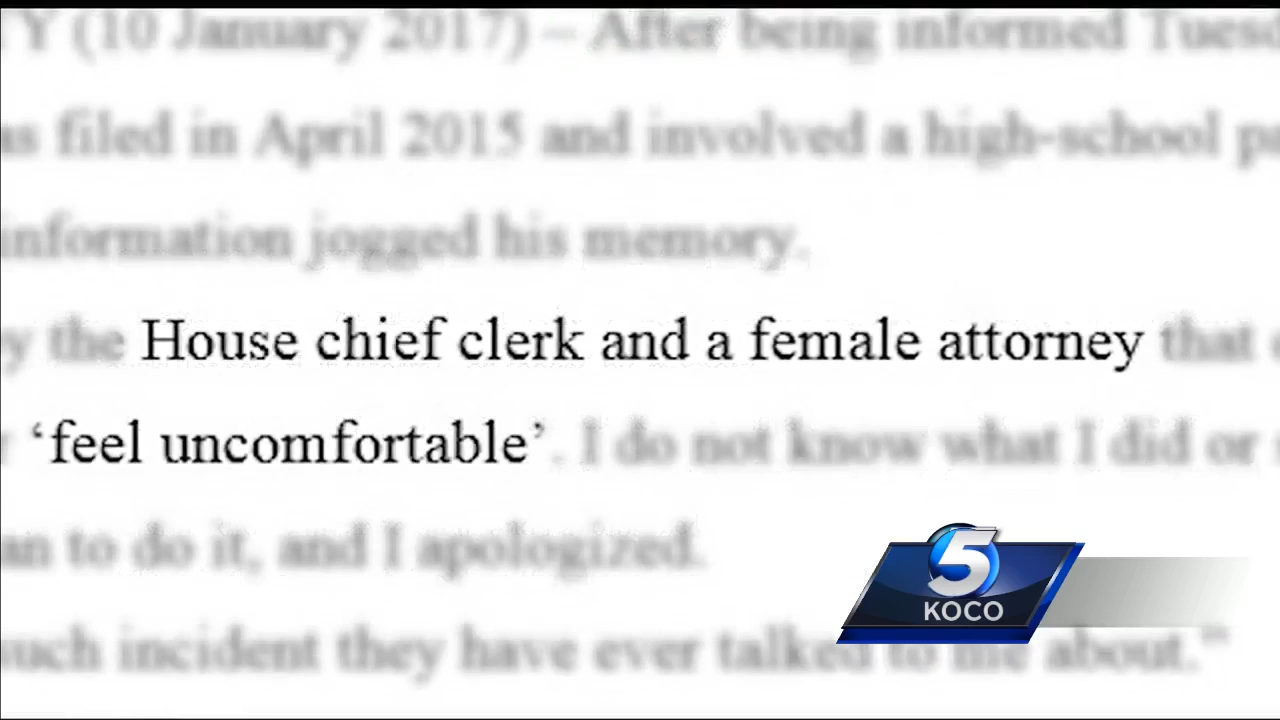 Y (10 January 2017) – After being informed Tuesd
as filed in April 2015 and involved a high-school pa
information jogged his memory.
y the House chief clerk and a female attorney that
‘feel uncomfortable’. I do not know what I did or
an to do it, and I apologized.
such incident they have ever talked to me about.”
5
KOCO